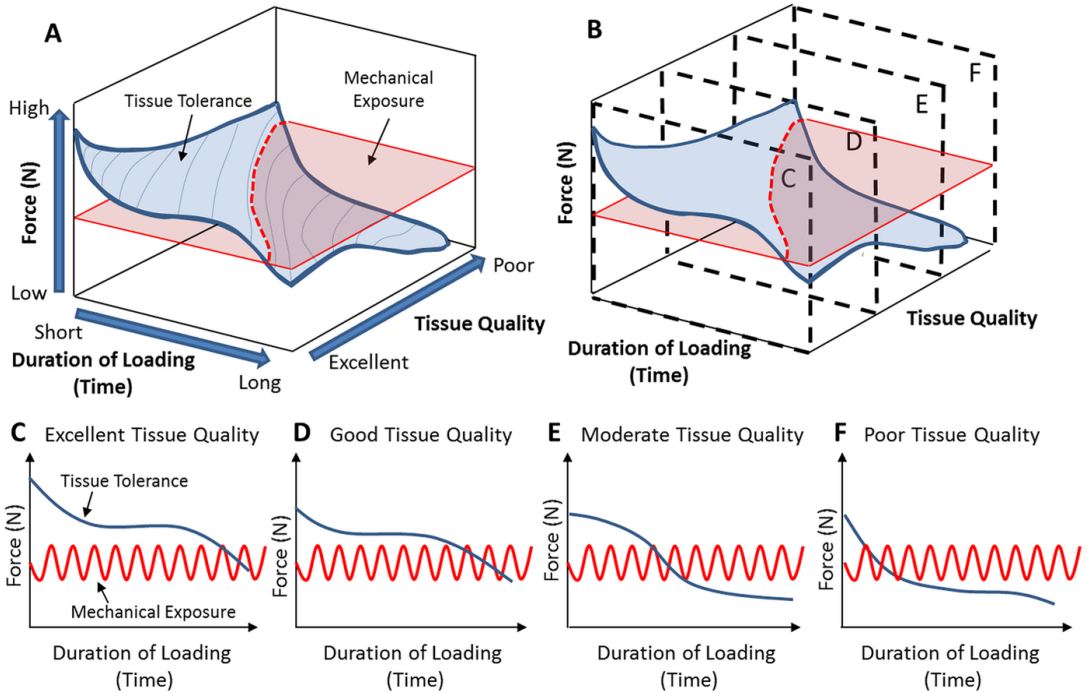 A
Tissue Tolerance
Mechanical
Exposure
High
Force (N)
Low
Short
Duration of Loading
(Time)
Long
Excellent
Tissue Quality
Poor
B
F
E
D
C
Force (N)
Duration of Loading
(Time)
Tissue Quality
C Excellent Tissue Quality
Tissue Tolerance
Force (N)
Mechanical Exposure
Duration of Loading
(Time)
D Good Tissue Quality
Force (N)
Duration of Loading
(Time)
E Moderate Tissue Quality
Force (N)
Duration of Loading
(Time)
F Poor Tissue Quality
Force (N)
Duration of Loading
(Time)